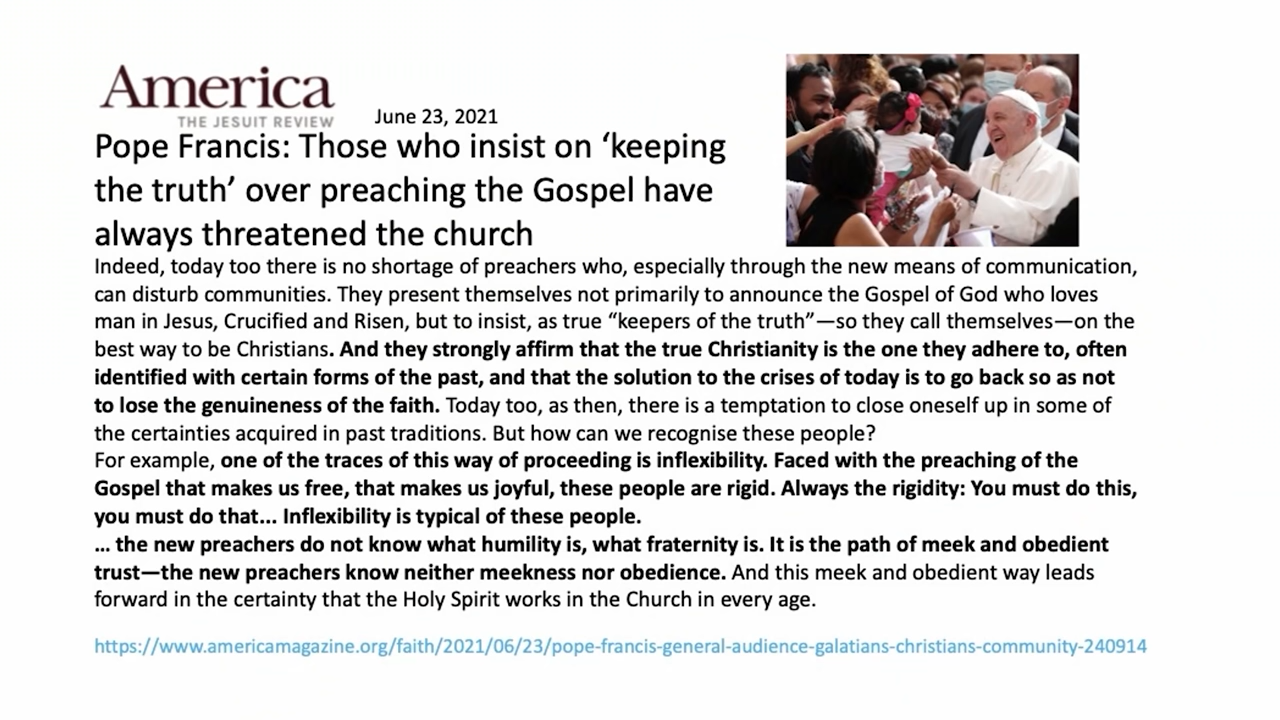 America
THE JESUIT REVIEW
June 23, 2021
Pope Francis: Those who insist on ‘keeping
the truth’ over preaching the Gospel have
always threatened the church
Indeed, today too there is no shortage of preachers who, especially through the new means of communication,
can disturb communities. They present themselves not primarily to announce the Gospel of God who loves
man in Jesus, Crucified and Risen, but to insist, as true “keepers of the truth”—so they call themselves—on the
best way to be Christians. And they strongly affirm that the true Christianity is the one they adhere to, often
identified with certain forms of the past, and that the solution to the crises of today is to go back so as not
to lose the genuineness of the faith. Today too, as then, there is a temptation to close oneself up in some of
the certainties acquired in past traditions. But how can we recognise these people?
For example, one of the traces of this way of proceeding is inflexibility. Faced with the preaching of the
Gospel that makes us free, that makes us joyful, these people are rigid. Always the rigidity: You must do this,
you must do that... Inflexibility is typical of these people.
... the new preachers do not know what humility is, what fraternity is. It is the path of meek and obedient
trust—the new preachers know neither meekness nor obedience. And this meek and obedient way leads
forward in the certainty that the Holy Spirit works in the Church in every age.
https://www.americamagazine.org/faith/2021/06/23/pope-francis-general-audience-galatians-christians-community-240914